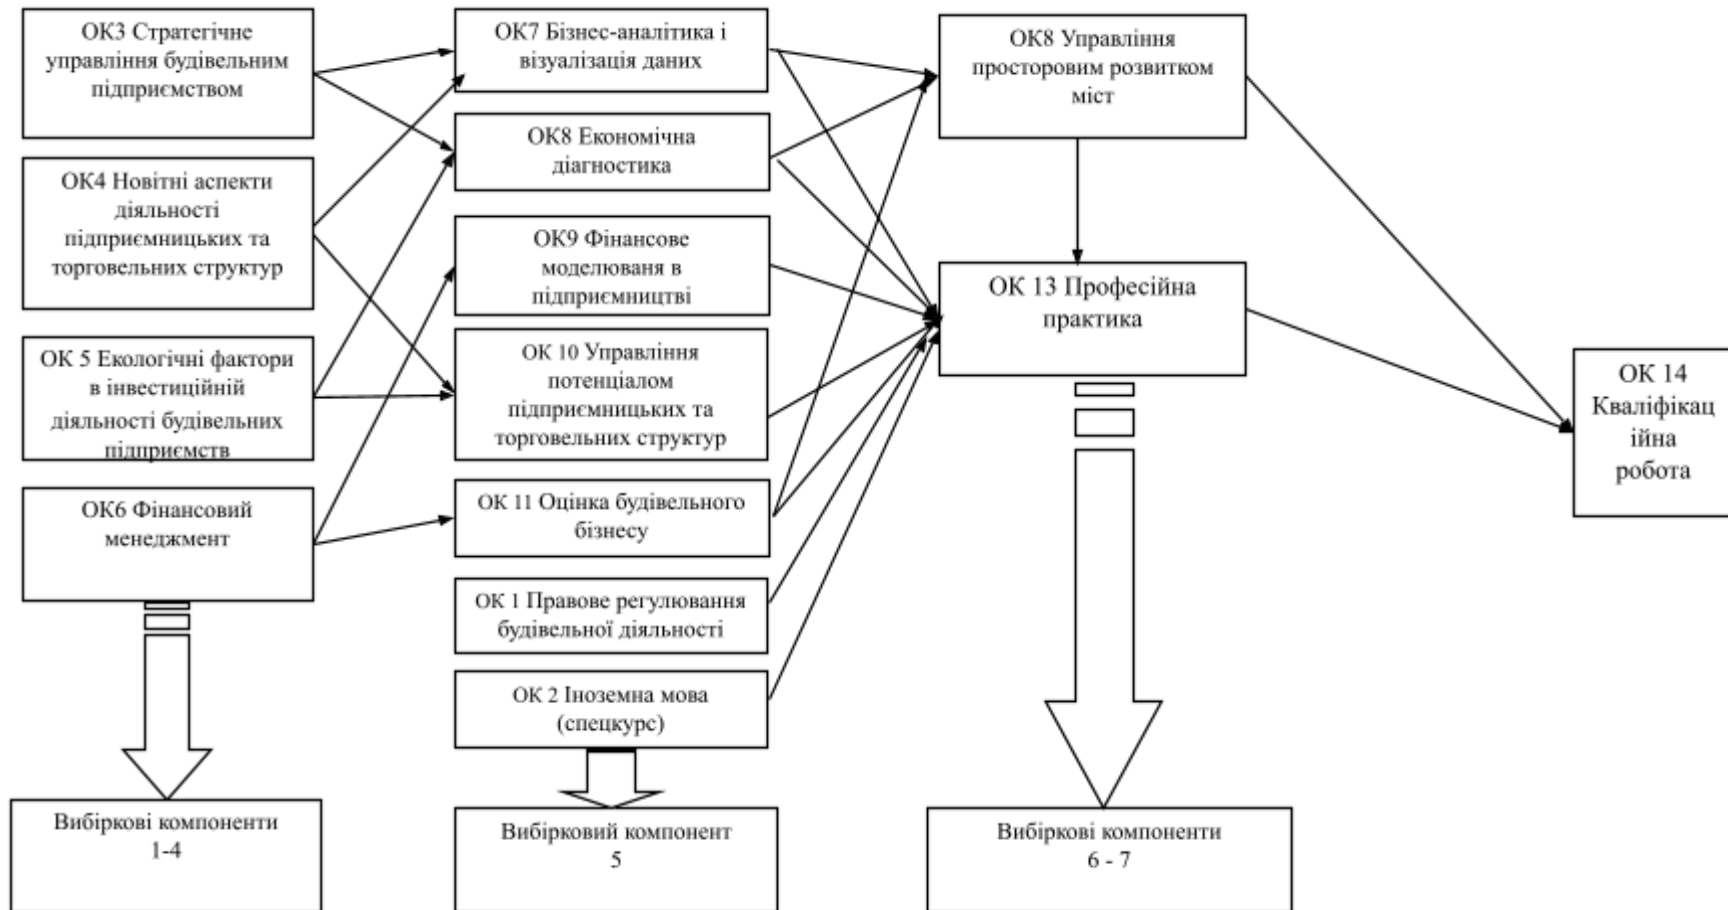 ОК3 Стратегічне
управління будівельним
підприємством
ОК4 Новітні аспекти
діяльності
підприємницьких та
торговельних структур
ОК 5 Екологічні фактори
в інвестиційній
діяльності будівельних
підприємств
ОК6 Фінансовий
менеджмент
Вибіркові компоненти
1-4
ОК7 Бізнес-аналітика і
візуалізація даних
ОК8 Економічна
діагностика
ОК9 Фінансове
моделюваня в
підприємництві
ОК 10 Управління
потенціалом
підприємницьких та
торговельних структур
ОК 11 Оцінка будівельного
бізнесу
ОК 1 Правове регулювання
будівельної діяльності
ОК 2 Іноземна мова
(спецкурс)
Вибірковий компонент
5
ОК8 Управління
просторовим розвитком
міст
ОК 13 Професійна
практика
Вибіркові компоненти
6 - 7
ОК 14
Кваліфікац
ійна
робота